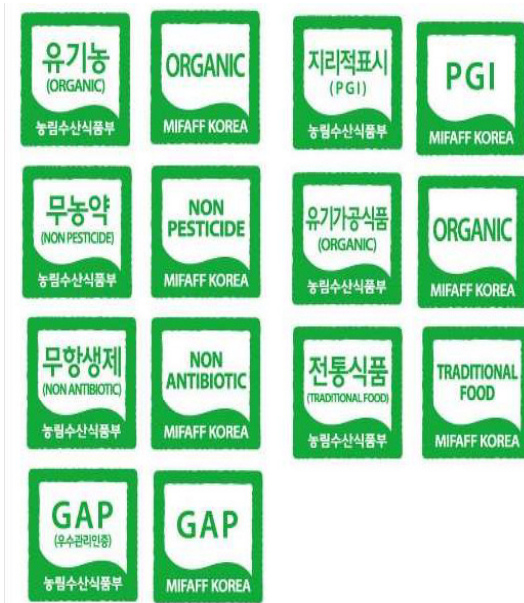 유기농
(ORGANIC)
농림수산식품부
ORGANIC
MIFAFF KOREA
지리적표시
(PGI)
농림수산식품부
PGI
MIFAFF KOREA
무농약
(NON PESTICIDE)
농림수산식품부
NON
PESTICIDE
MIFAFF KOREA
유기가공식품
(ORGANIC)
농림수산식품부
ORGANIC
MIFAFF KOREA
무항생제
(NON ANTIBIOTIC)
농림수산식품부
NON
ANTIBIOTIC
MIFAFF KOREA
전통식품
(TRADITIONAL FOOD)
농림수산식품부
TRADITIONAL
FOOD
MIFAFF KOREA
GAP
(우수관리인증)
농림수산식품부
GAP
MIFAFF KOREA